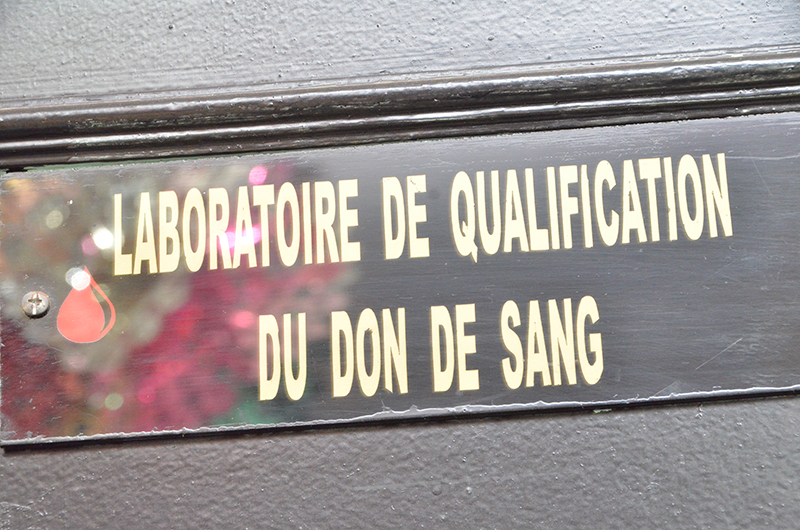 LABORATOIRE DE QUALIFICATION
DU DON DE SANG